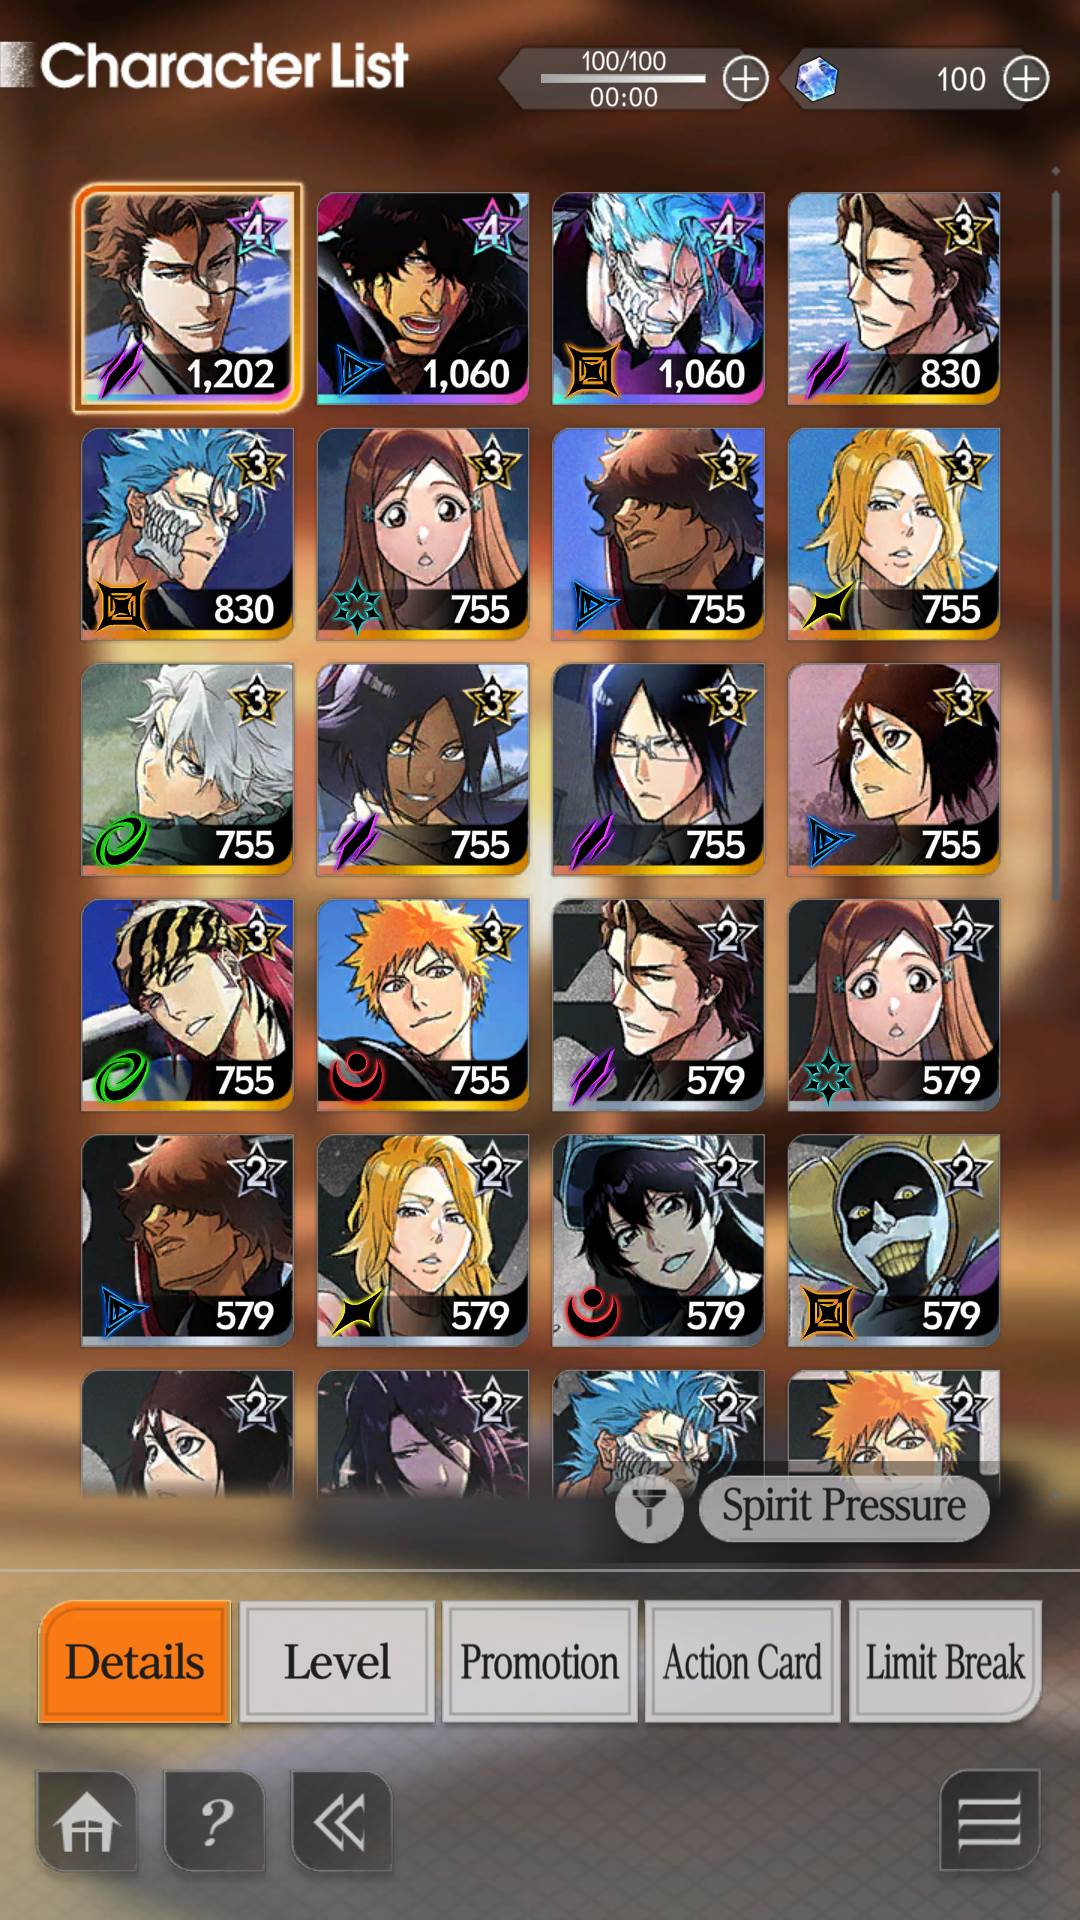 Character List
100/100
00:00
100
4 4 4 3
1,202 1,060 1,060 830
3 3 3 3
830 755 755 755
3 3 3 3
755 755 755 755
3 3 2 2
755 755 579 579
2 2 2 2
579 579 579 579
2 2 2 2
Spirit Pressure
Details Level Promotion Action Card Limit Break
?